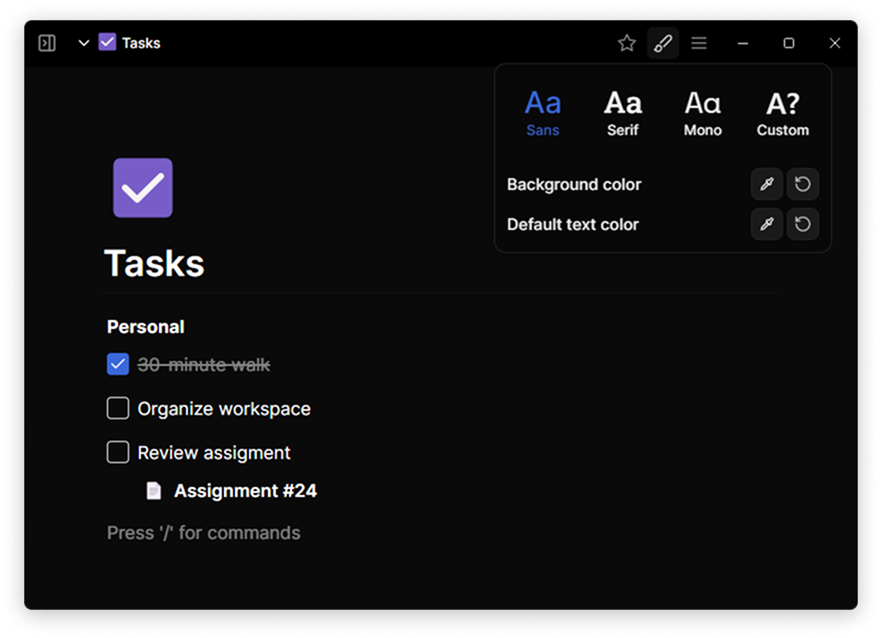 Tasks
Aa Aa Aa A?
Sans Serif Mono Custom
Background color
Default text color
Tasks
Personal
30-minute walk
Organize workspace
Review assigment
Assignment #24
Press '/' for commands